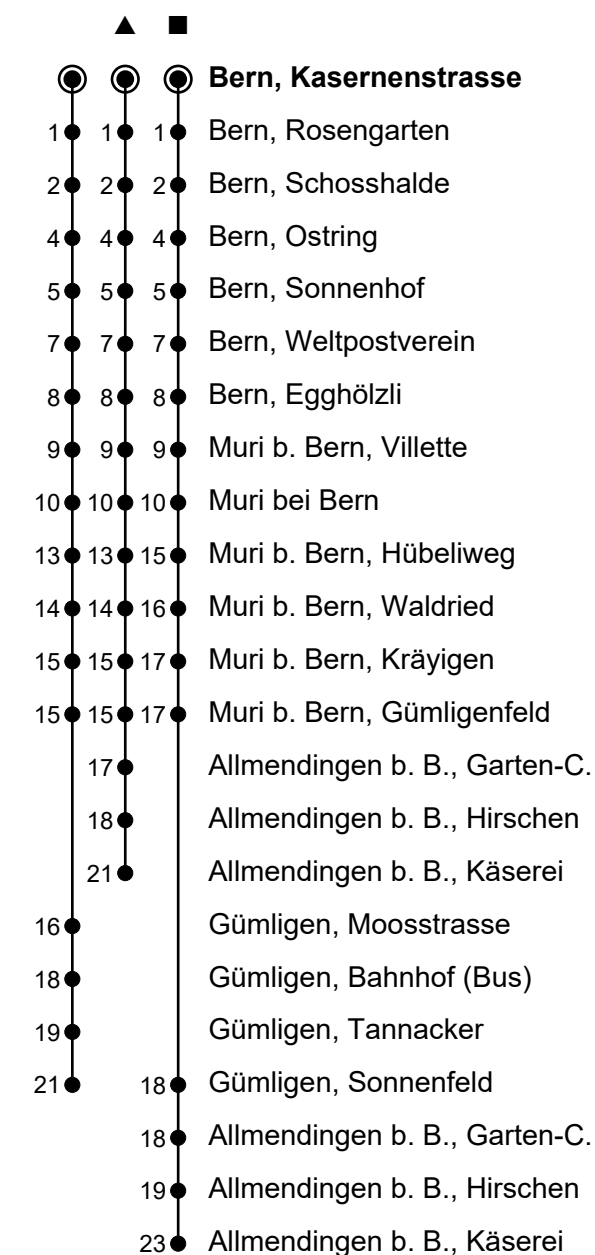 ▲ ■
Bern, Kasernenstrasse
1 1 1 Bern, Rosengarten
2 2 2 Bern, Schosshalde
4 4 4 Bern, Ostring
5 5 5 Bern, Sonnenhof
7 7 7 Bern, Weltpostverein
8 8 8 Bern, Egghölzli
9 9 9 Muri b. Bern, Villette
10 10 10 Muri bei Bern
13 13 15 Muri b. Bern, Hübeliweg
14 14 16 Muri b. Bern, Waldried
15 15 17 Muri b. Bern, Kräyigen
15 15 17 Muri b. Bern, Gümligenfeld
17 Allmendingen b. B., Garten-C.
18 Allmendingen b. B., Hirschen
21 Allmendingen b. B., Käserei
16 Gümligen, Moosstrasse
18 Gümligen, Bahnhof (Bus)
19 Gümligen, Tannacker
21 18 Gümligen, Sonnenfeld
18 Allmendingen b. B., Garten-C.
19 Allmendingen b. B., Hirschen
23 Allmendingen b. B., Käserei